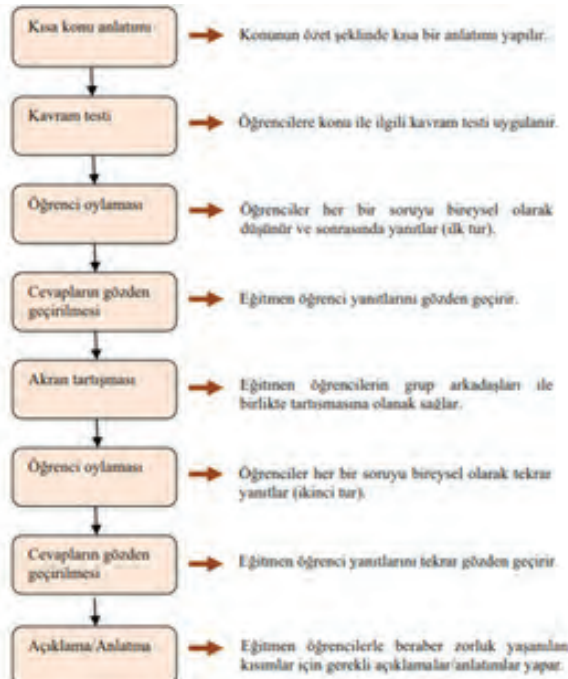 Kısa konu anlatımı
Konunun özet şeklinde kısa bir anlatımı yapılır.
Kavram testi
Öğrencilere konu ile ilgili kavram testi uygulanır.
Öğrenci oylaması
Öğrenciler her bir soruyu bireysel olarak
düşünür ve sonrasında yanıtlar (ilk tur).
Cevapların gözden
geçirilmesi
Eğitmen öğrenci yanıtlarını gözden geçirir.
Akran tartışması
Eğitmen öğrencilerin grup arkadaşları ile
birlikte tartışmasına olanak sağlar.
Öğrenci oylaması
Öğrenciler her bir soruyu bireysel olarak tekrar
yanıtlar (ikinci tur).
Cevapların gözden
geçirilmesi
Eğitmen öğrenci yanıtlarını tekrar gözden geçirir.
Açıklama/Anlatma
Eğitmen öğrencilerle beraber zorluk yaşanılan
kısımlar için gerekli açıklamalar/anlatımlar yapar.